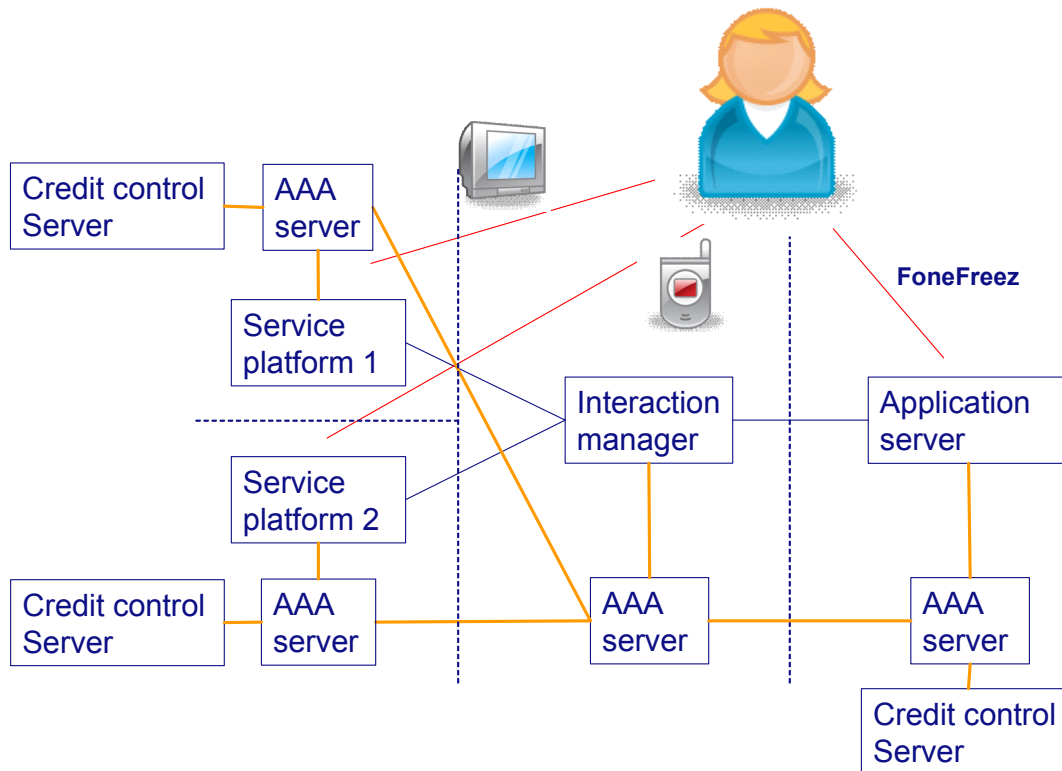 Credit control
Server
AAA
server
FoneFreez
Service
platform 1
Interaction
manager
Application
server
Service
platform 2
Credit control
Server
AAA
server
AAA
server
AAA
server
Credit control
Server